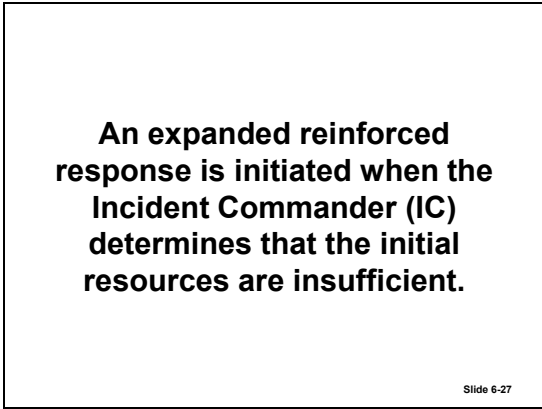 An expanded reinforced
response is initiated when the
Incident Commander (IC)
determines that the initial
resources are insufficient.
Slide 6-27